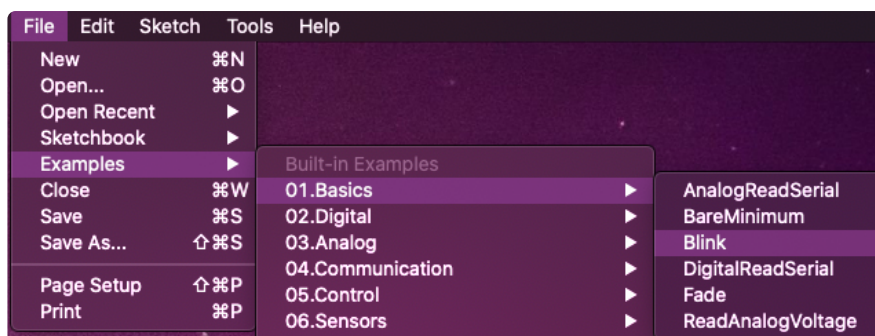 File Edit Sketch Tools Help
New ⌘N
Open... ⌘O
Open Recent ▶
Sketchbook ▶
Examples ▶
Close ⌘W
Save ⌘S
Save As... ⇧⌘S
Page Setup ⇧⌘P
Print ⌘P
Built-in Examples
01.Basics ▶
02.Digital ▶
03.Analog ▶
04.Communication ▶
05.Control ▶
06.Sensors ▶
AnalogReadSerial
BareMinimum
Blink
DigitalReadSerial
Fade
ReadAnalogVoltage